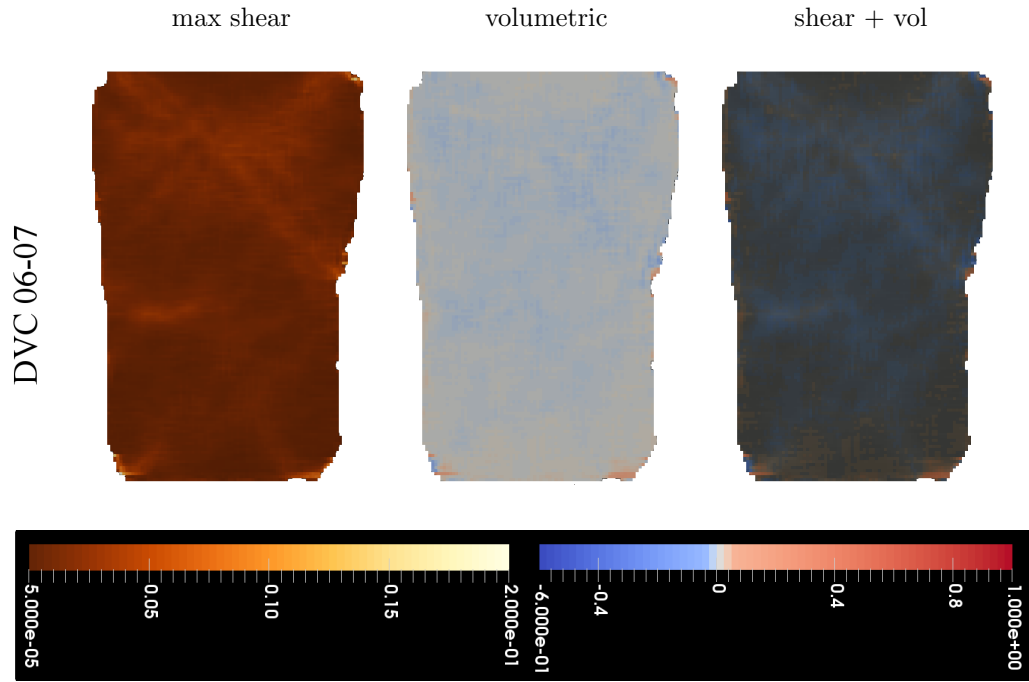 max shear
volumetric
shear + vol
DVC 06-07
5.000e-05
0.05
0.10
0.15
2.000e-01
-6.000e-01
-0.4
0
0.4
0.8
1.000e+00